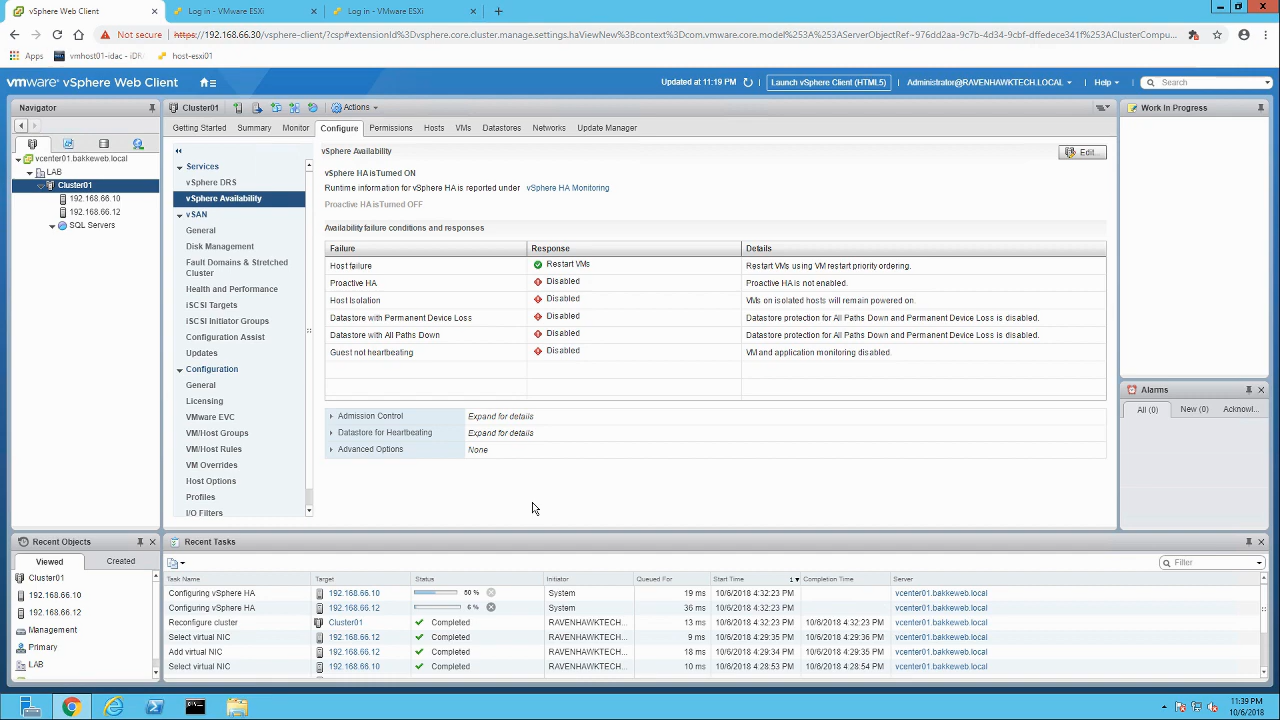 vSphere Web Client
Log in - VMware ESXi
Log in - VMware ESXi
Not secure
https://192.168.66.30/vsphere-client/?csp#extensionId%3Dvsphere.core.cluster.manage.settings.haViewNew%3Bcontext%3Dcom.vmware.core.model%3A%3AServerObjectRef~976dd2aa-9c7b-4d34-9cbf-dffedece341f%3AClusterCompu...
Apps
vmhost01-idac - iDR
host-esxi01
vmware® vSphere Web Client
Updated at 11:19 PM
Launch vSphere Client (HTML5)
Administrator@RAVENHAWKTECH.LOCAL
Help
Search
Navigator
vcenter01.bakkeweb.local
LAB
Cluster01
192.168.66.10
192.168.66.12
SQL Servers
Cluster01
Actions
Getting Started
Summary
Monitor
Configure
Permissions
Hosts
VMs
Datastores
Networks
Update Manager
Services
vSphere DRS
vSphere Availability
vSAN
General
Disk Management
Fault Domains & Stretched
Cluster
Health and Performance
iSCSI Targets
iSCSI Initiator Groups
Configuration Assist
Updates
Configuration
General
Licensing
VMware EVC
VM/Host Groups
VM/Host Rules
VM Overrides
Host Options
Profiles
I/O Filters
vSphere Availability
Edit
vSphere HA isTurned ON
Runtime information for vSphere HA is reported under vSphere HA Monitoring
Proactive HA isTurned OFF
Availability failure conditions and responses
Failure Response Details
Host failure Restart VMs Restart VMs using VM restart priority ordering.
Proactive HA Disabled Proactive HA is not enabled.
Host Isolation Disabled VMs on isolated hosts will remain powered on.
Datastore with Permanent Device Loss Disabled Datastore protection for All Paths Down and Permanent Device Loss is disabled.
Datastore with All Paths Down Disabled Datastore protection for All Paths Down and Permanent Device Loss is disabled.
Guest not heartbeating Disabled VM and application monitoring disabled.
Admission Control Expand for details
Datastore for Heartbeating Expand for details
Advanced Options None
Work In Progress
Alarms
All (0) New (0) Acknowl...
Recent Objects
Viewed Created
Cluster01
192.168.66.10
192.168.66.12
Management
Primary
LAB
Recent Tasks
Filter
Task Name Target Status Initiator Queued For Start Time 1 Completion Time Server
Configuring vSphere HA 192.168.66.10 50 % System 19 ms 10/6/2018 4:32:23 PM vcenter01.bakkeweb.local
Configuring vSphere HA 192.168.66.12 6 % System 36 ms 10/6/2018 4:32:23 PM vcenter01.bakkeweb.local
Reconfigure cluster Cluster01 Completed RAVENHAWKTECH... 13 ms 10/6/2018 4:32:23 PM 10/6/2018 4:32:23 PM vcenter01.bakkeweb.local
Select virtual NIC 192.168.66.12 Completed RAVENHAWKTECH... 9 ms 10/6/2018 4:29:35 PM 10/6/2018 4:29:36 PM vcenter01.bakkeweb.local
Add virtual NIC 192.168.66.12 Completed RAVENHAWKTECH... 18 ms 10/6/2018 4:29:34 PM 10/6/2018 4:29:35 PM vcenter01.bakkeweb.local
Select virtual NIC 192.168.66.10 Completed RAVENHAWKTECH... 10 ms 10/6/2018 4:28:53 PM 10/6/2018 4:28:54 PM vcenter01.bakkeweb.local
11:39 PM
10/6/2018